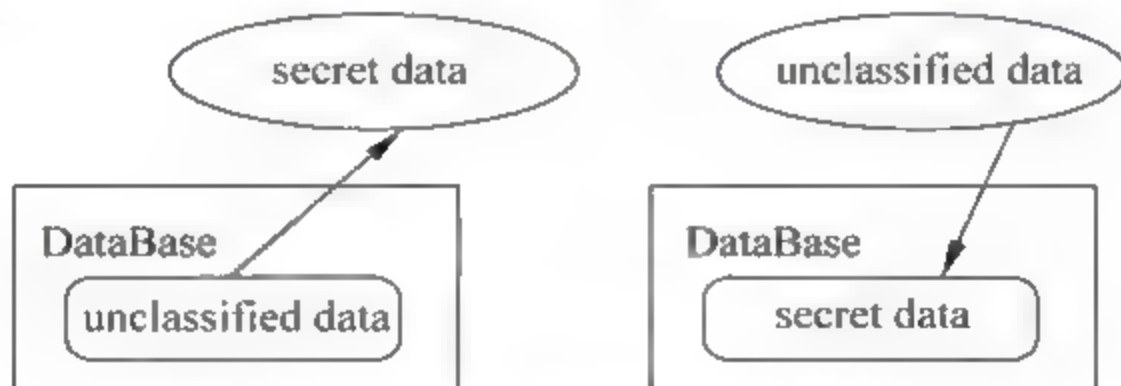 secret data
unclassified data
DataBase
unclassified data
DataBase
secret data